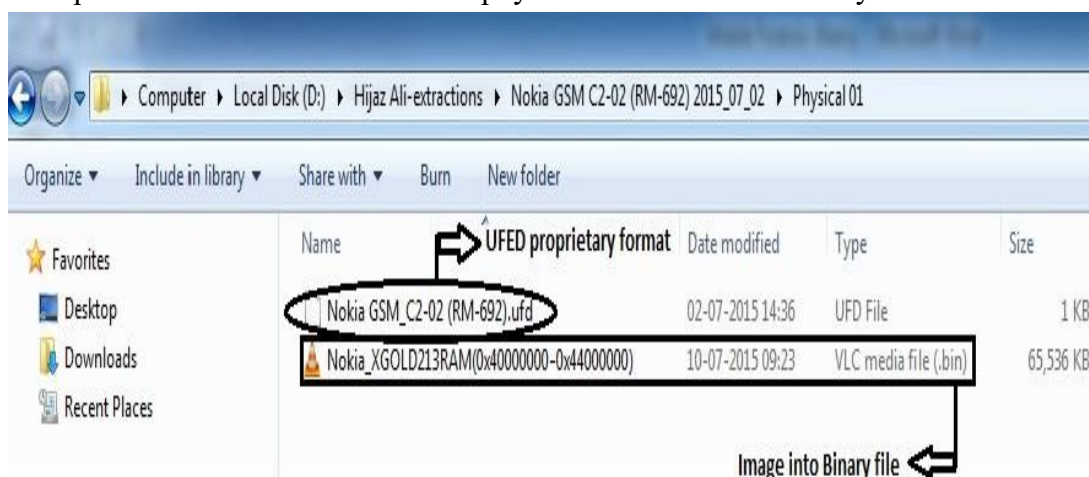 Computer ▸ Local Disk (D:) ▸ Hijaz Ali-extractions ▸ Nokia GSM C2-02 (RM-692) 2015_07_02 ▸ Physical 01
Organize ▾ Include in library ▾ Share with ▾ Burn New folder
Favorites
Desktop
Downloads
Recent Places
Name UFED proprietary format Date modified Type Size
Nokia GSM_C2-02 (RM-692).ufd 02-07-2015 14:36 UFD File 1 KB
Nokia_XGOLD213RAM(0x40000000-0x44000000) 10-07-2015 09:23 VLC media file (.bin) 65,536 KB
Image into Binary file